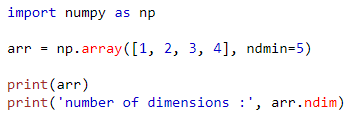 import numpy as np
arr = np.array([1, 2, 3, 4], ndmin=5)
print(arr)
print('number of dimensions :', arr.ndim)